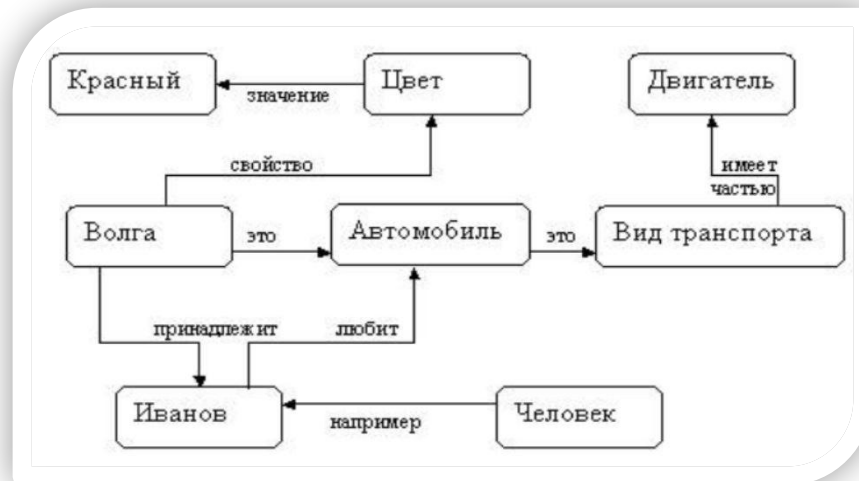 Красный
Цвет
Двигатель
значение
свойство
имеет
частью
Волга
это
Автомобиль
это
Вид транспорта
принадлежит
любит
Иванов
например
Человек